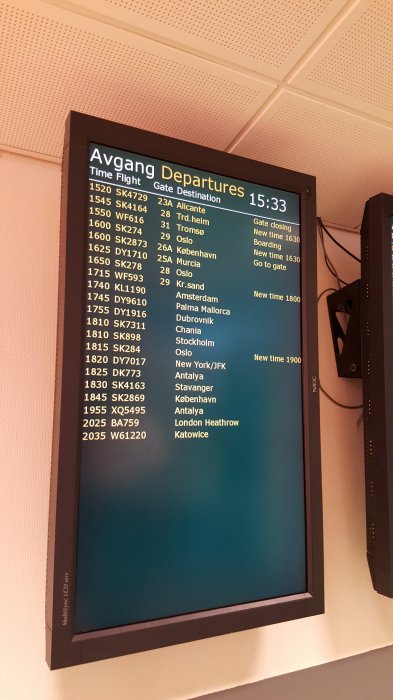 Avgang Departures 15:33
Time Flight Gate Destination
1520 SK4729 23A Alicante Gate closing
1545 SK4164 28 Trd.heim New time 1630
1550 WF616 31 Tromsø Boarding
1600 SK274 29 Oslo New time 1630
1600 SK2873 26A København Go to gate
1625 DY1710 25A Murcia
1650 SK278 28 Oslo
1715 WF593 29 Kr.sand
1740 KL1190 Amsterdam New time 1800
1745 DY9610 Palma Mallorca
1755 DY1916 Dubrovnik
1810 SK7311 Chania
1810 SK898 Stockholm
1815 SK284 Oslo New time 1900
1820 DY7017 New York/JFK
1825 DK773 Antalya
1830 SK4163 Stavanger
1845 SK2869 København
1955 XQ5495 Antalya
2025 BA759 London Heathrow
2035 W61220 Katowice
NEC
MultiSync LCD